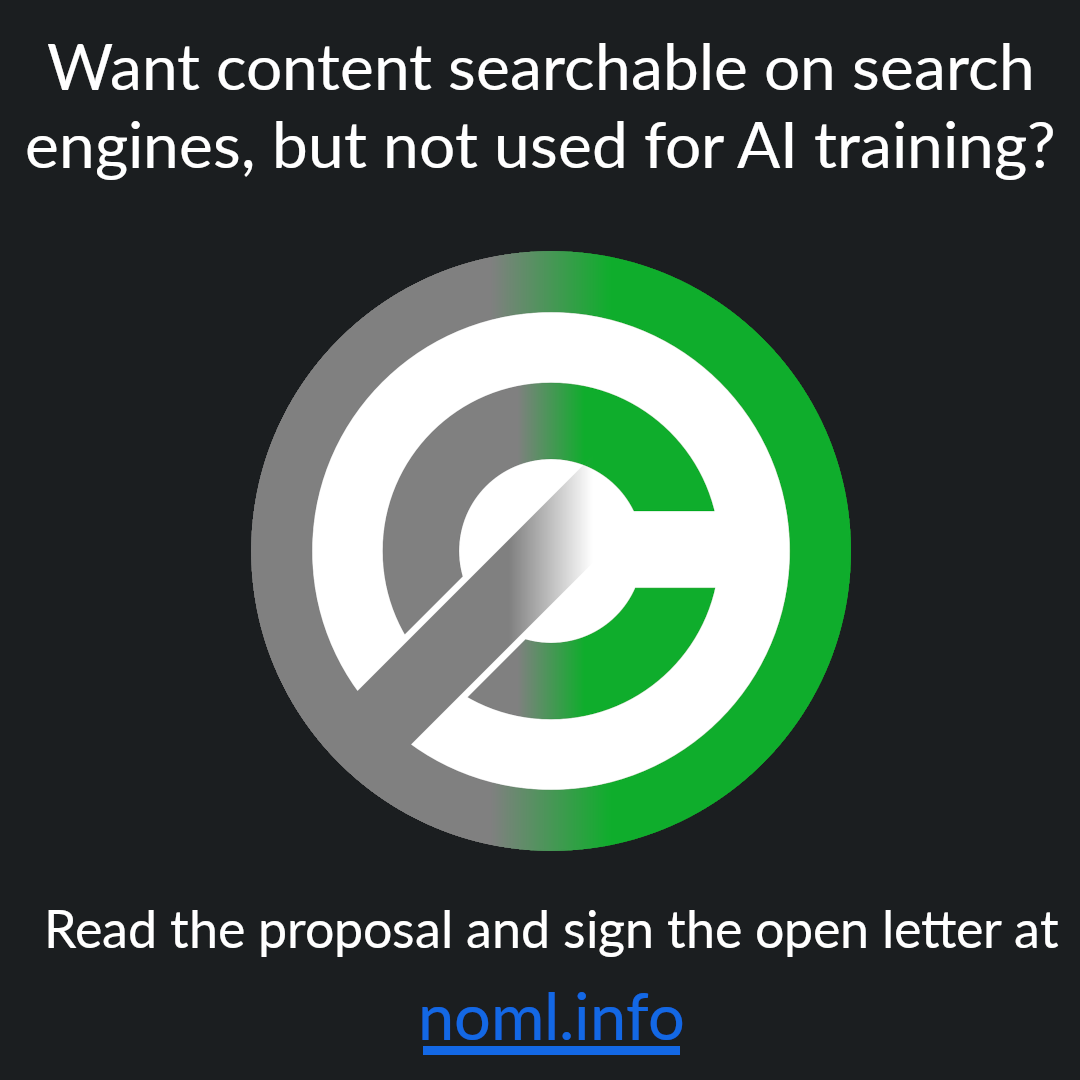 Want content searchable on search
engines, but not used for AI training?
Read the proposal and sign the open letter at
noml.info